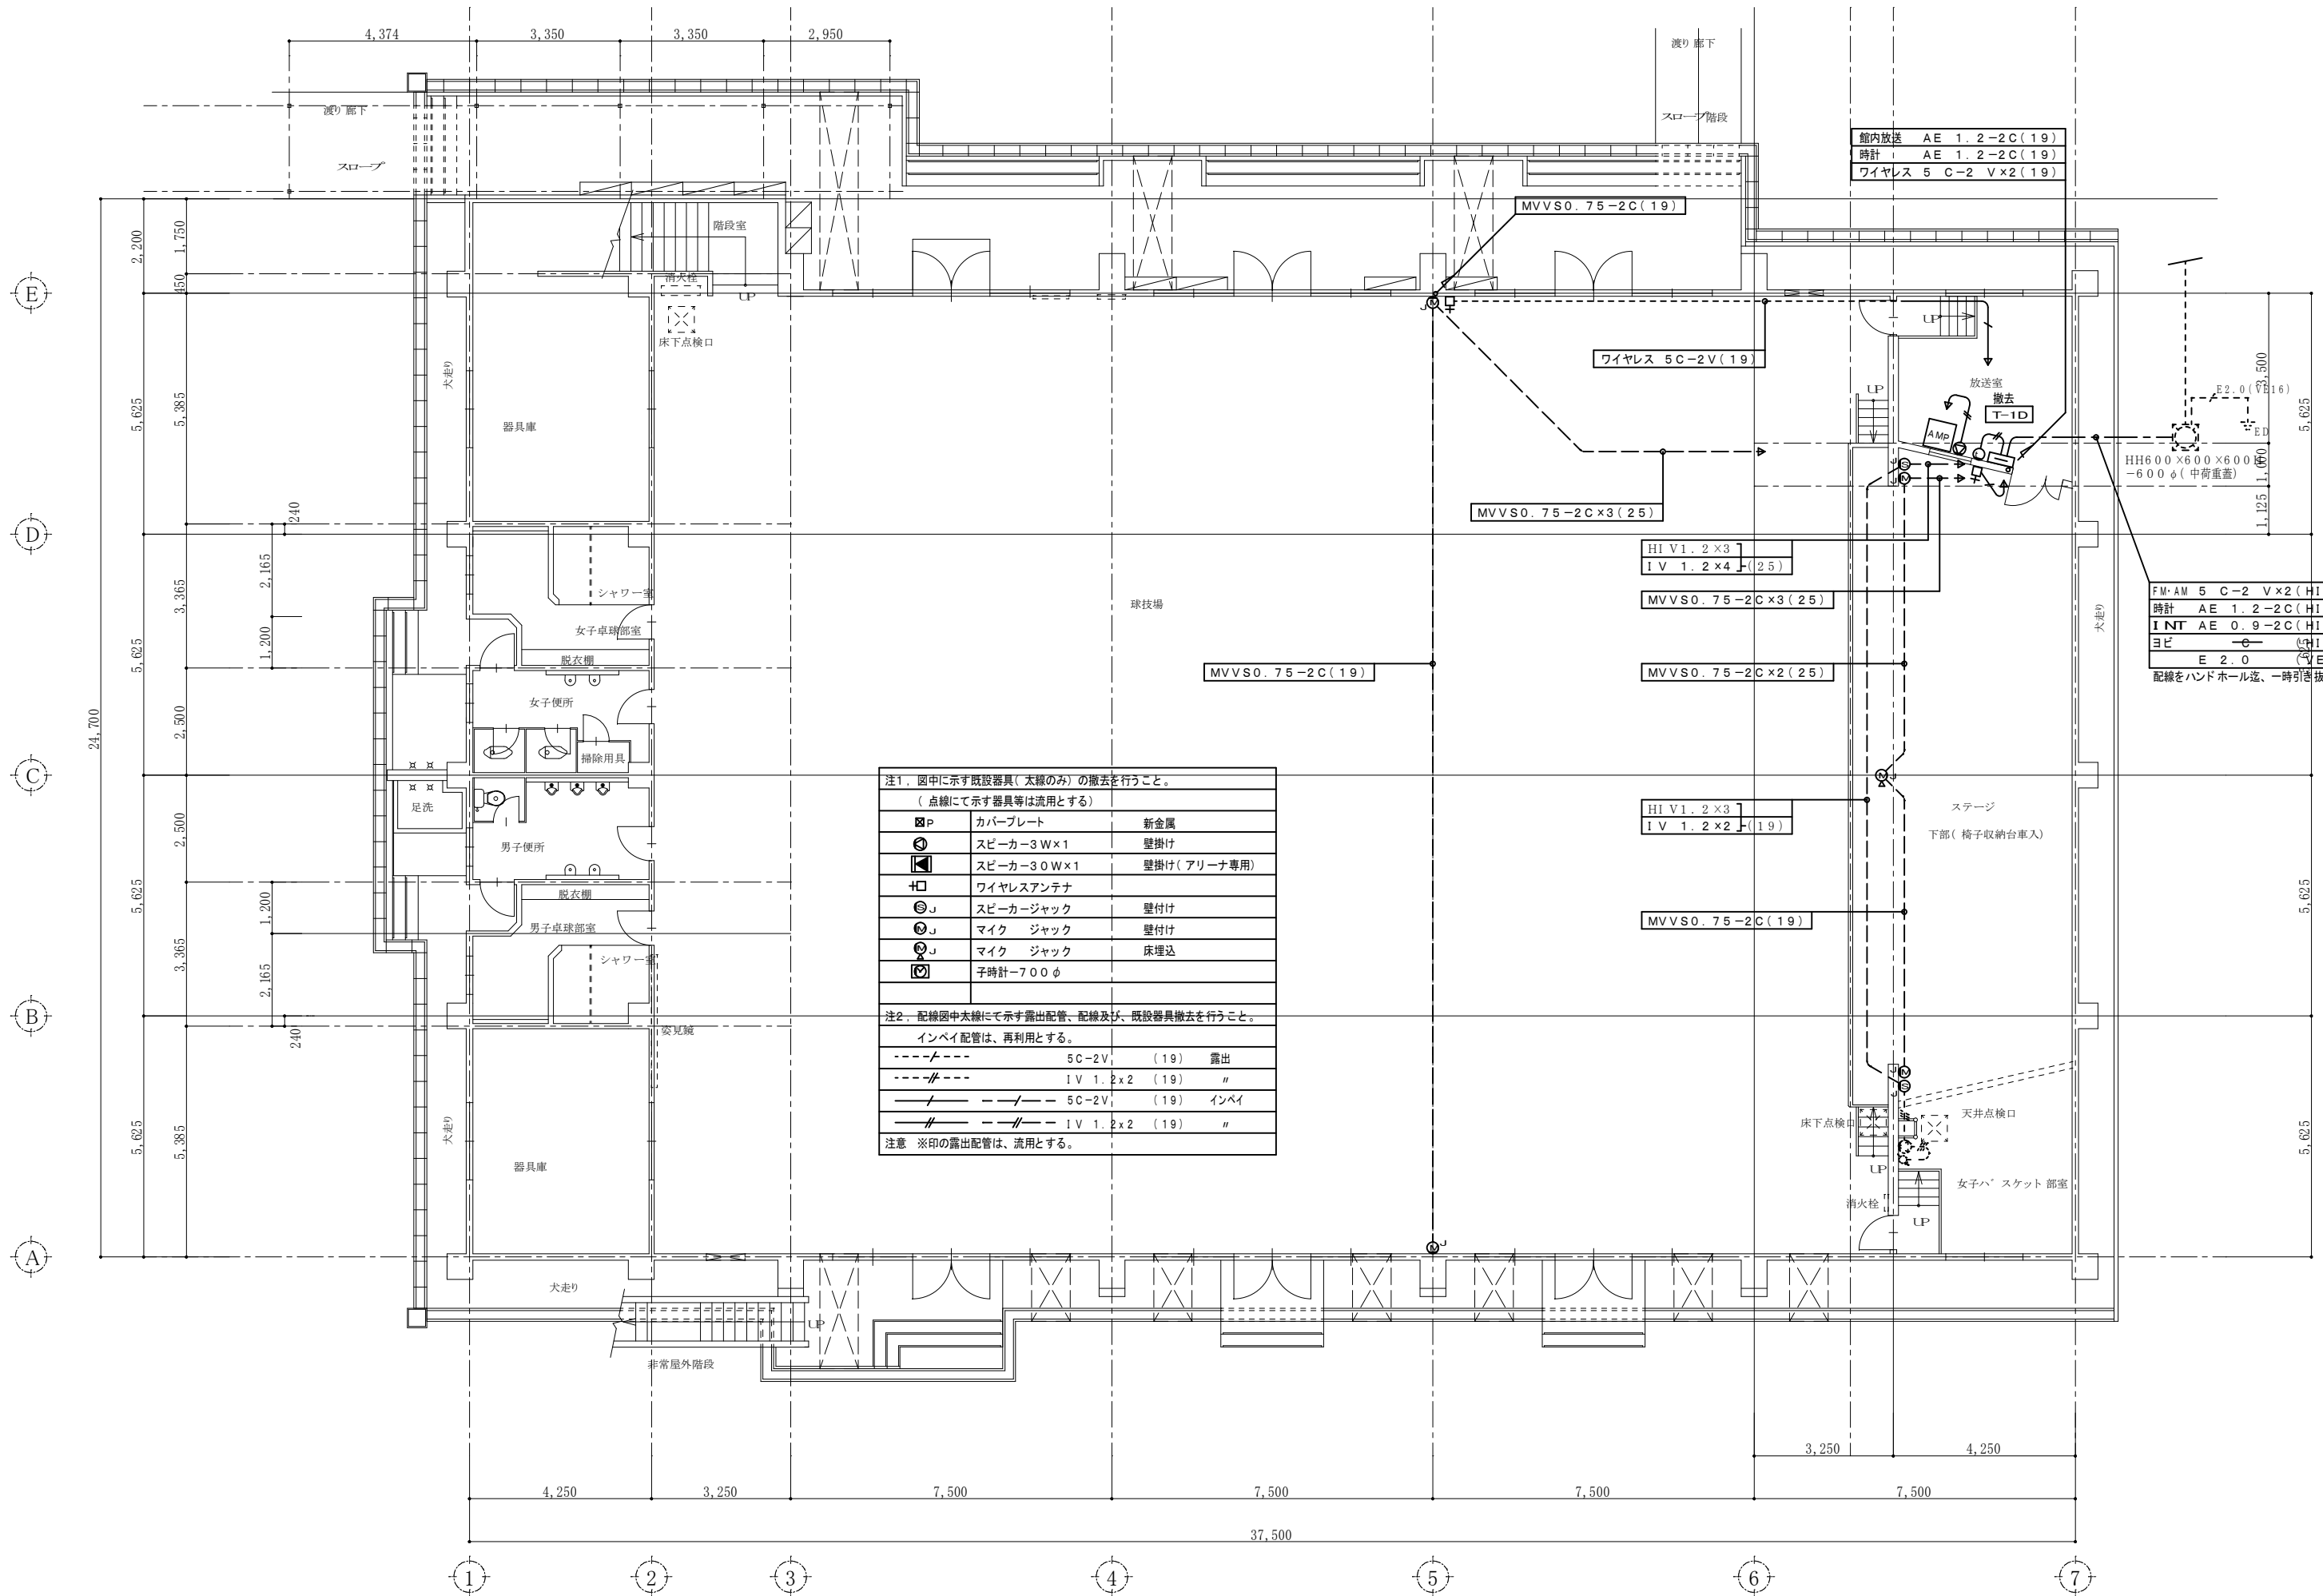 4,374
3,350
3,350
2,950
渡り廊下
渡り廊下
スロープ
スロープ階段
館内放送 AE 1.2-2C(19)
時計 AE 1.2-2C(19)
ワイヤレス 5C-2V×2(19)
MVVS0.75-2C(19)
階段室
消火栓
UP
床下点検口
2,200
1,750
450
E
UP
ワイヤレス 5C-2V(19)
放送室
撤去
T-1D
AMP
UP
3,500
E2.0(VE16)
ED
HH600×600×600H
-600φ(中荷重蓋)
1,000
1,125
5,625
犬走り
器具庫
5,625
5,385
MVVS0.75-2C×3(25)
240
D
HIV1.2×3
IV 1.2×4 (25)
MVVS0.75-2C×3(25)
2,165
3,365
シャワー室
女子卓球部室
脱衣棚
1,200
5,625
球技場
犬走り
FM・AM 5C-2V×2(HI
時計 AE 1.2-2C(HI
INT AE 0.9-2C(HI
ヨビ C (HI
E 2.0 (VE
配線をハンドホール迄、一時引き抜
MVVS0.75-2C(19)
MVVS0.75-2C×2(25)
24,700
2,500
女子便所
掃除用具
C
J
M
足洗
男子便所
脱衣棚
2,500
5,625
1,200
3,365
男子卓球部室
シャワー室
2,165
240
B
姿見鏡
ステージ
下部(椅子収納台車入)
HIV1.2×3
IV 1.2×2 (19)
MVVS0.75-2C(19)
5,625
注1．図中に示す既設器具(太線のみ)の撤去を行うこと。
(点線にて示す器具等は流用とする)
P カバープレート 新金属
スピーカー3W×1 壁掛け
スピーカー30W×1 壁掛け(アリーナ専用)
ワイヤレスアンテナ
S J スピーカージャック 壁付け
M J マイク ジャック 壁付け
M J マイク ジャック 床埋込
子時計-700φ
注2．配線図中太線にて示す露出配管、配線及び、既設器具撤去を行うこと。
インペイ配管は、再利用とする。
5C-2V (19) 露出
IV 1.2x2 (19) 〃
5C-2V (19) インペイ
IV 1.2x2 (19) 〃
注意 ※印の露出配管は、流用とする。
犬走り
器具庫
5,625
5,385
床下点検口
天井点検口
UP
女子バスケット部室
消火栓
UP
5,625
A
M J
犬走り
UP
非常屋外階段
3,250
4,250
4,250
3,250
7,500
7,500
7,500
7,500
37,500
1
2
3
4
5
6
7